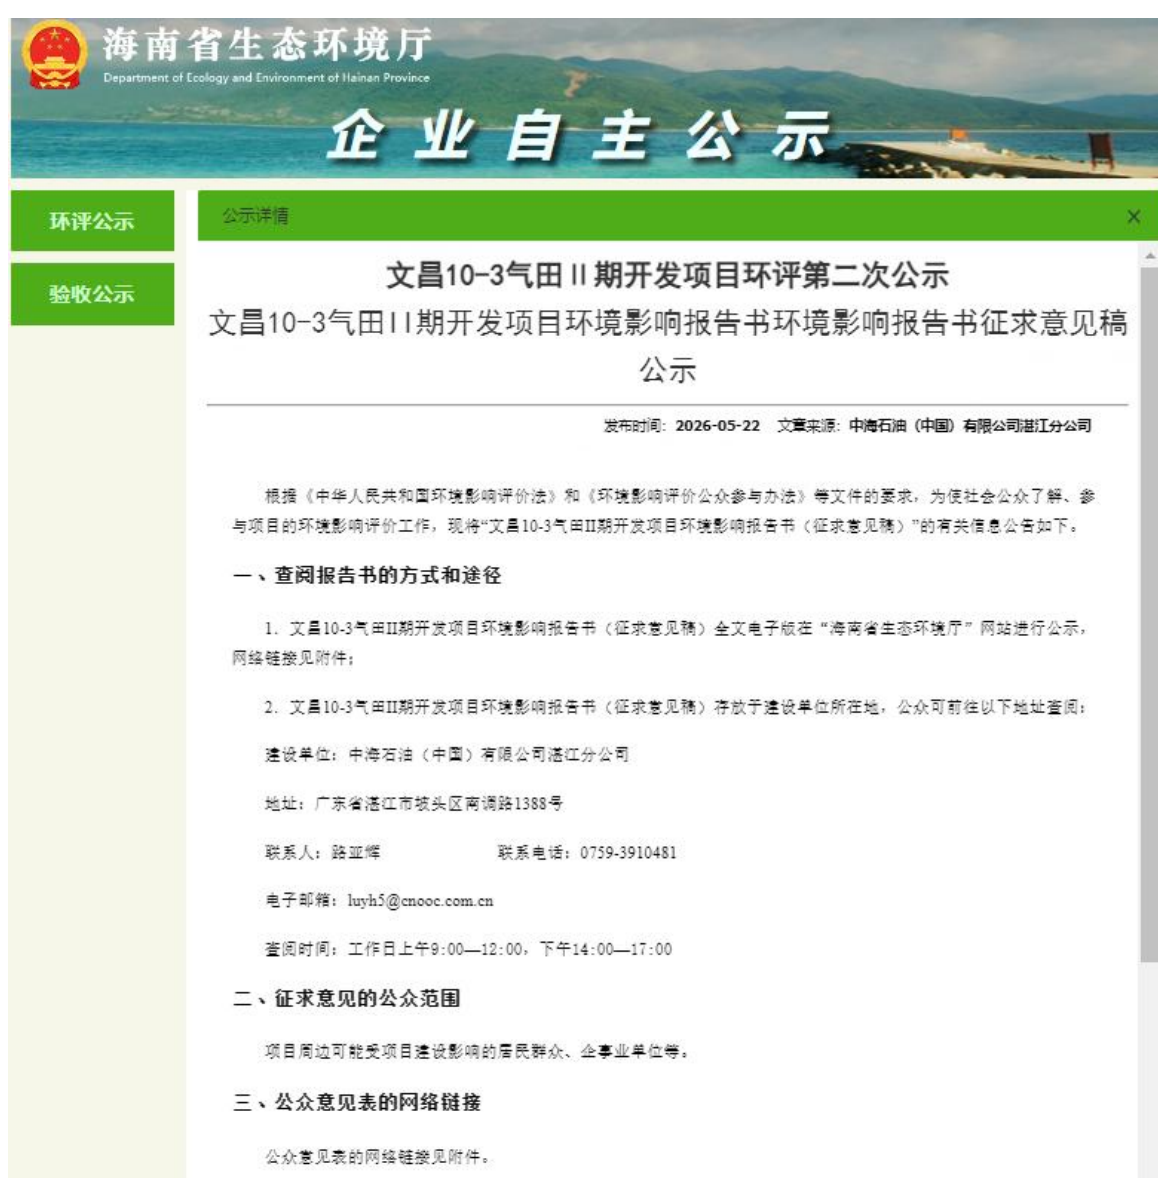 海南省生态环境厅
Department of Ecology and Environment of Hainan Province
企业自主公示
环评公示
验收公示
公示详情
×
文昌10-3气田Ⅱ期开发项目环评第二次公示
文昌10-3气田II期开发项目环境影响报告书环境影响报告书征求意见稿
公示
发布时间: 2026-05-22 文章来源: 中海石油（中国）有限公司湛江分公司
根据《中华人民共和国环境影响评价法》和《环境影响评价公众参与办法》等文件的要求，为使社会公众了解、参
与项目的环境影响评价工作，现将“文昌10-3气田II期开发项目环境影响报告书（征求意见稿）”的有关信息公告如下。
一、查阅报告书的方式和途径
1. 文昌10-3气田II期开发项目环境影响报告书（征求意见稿）全文电子版在“海南省生态环境厅”网站进行公示，
网络链接见附件；
2. 文昌10-3气田II期开发项目环境影响报告书（征求意见稿）存放于建设单位所在地，公众可前往以下地址查阅：
建设单位：中海石油（中国）有限公司湛江分公司
地址：广东省湛江市坡头区南调路1388号
联系人：路亚辉 联系电话：0759-3910481
电子邮箱：luyh5@cnooc.com.cn
查阅时间：工作日上午9:00—12:00，下午14:00—17:00
二、征求意见的公众范围
项目周边可能受项目建设影响的居民群众、企事业单位等。
三、公众意见表的网络链接
公众意见表的网络链接见附件。